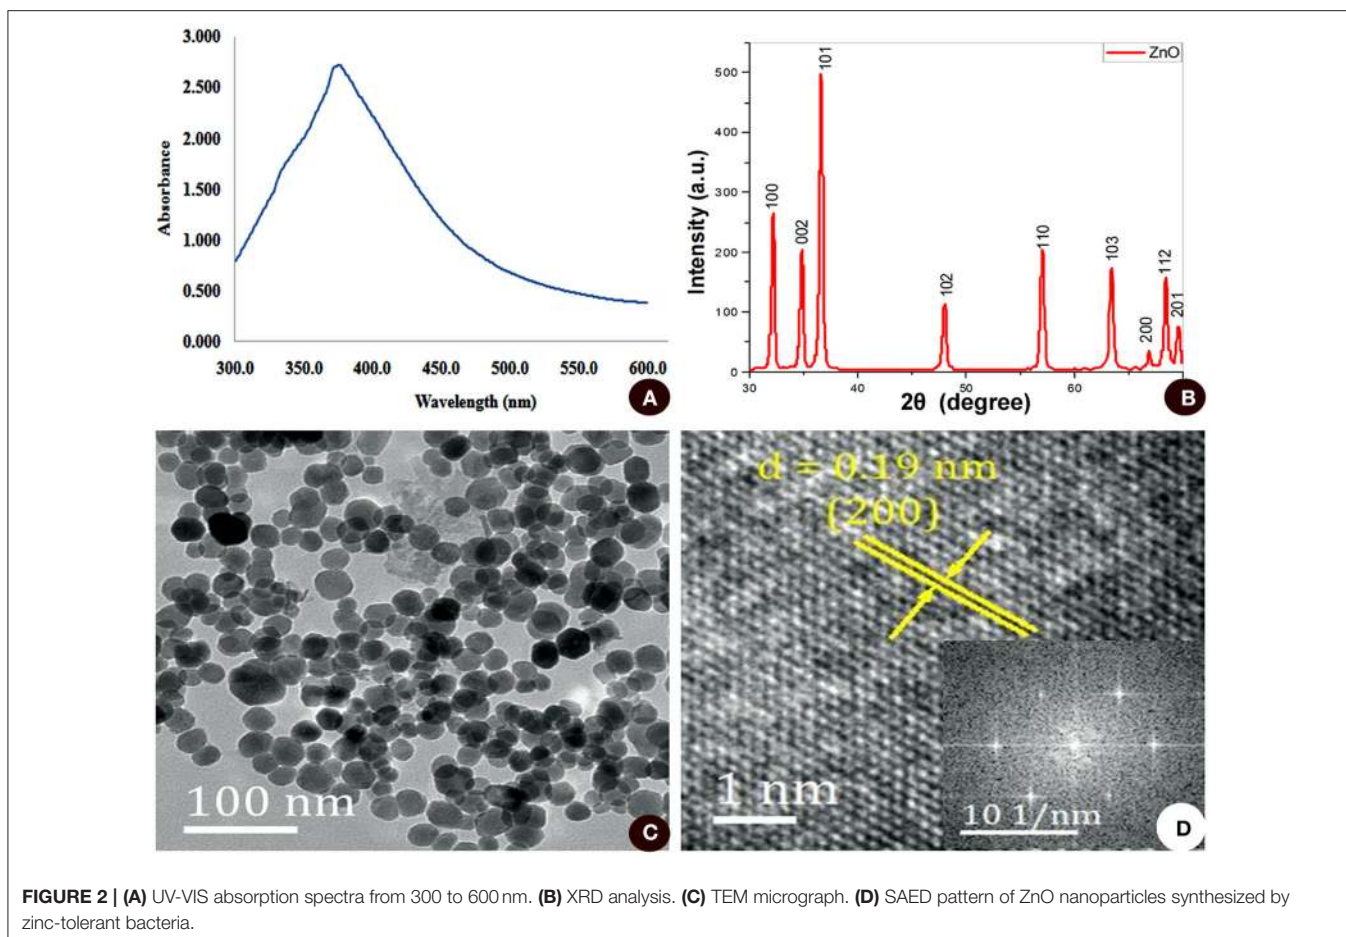 3.000
2.500
2.000
1.500
1.000
0.500
0.000
Absorbance
300.0 350.0 400.0 450.0 500.0 550.0 600.0
Wavelength (nm)
A
ZnO
500
400
300
200
100
0
Intensity (a.u.)
100
002
101
102
110
103
200
112
201
30 40 50 60
2θ (degree)
B
100 nm
C
d = 0.19 nm
(200)
1 nm
10 1/nm
D
FIGURE 2 | (A) UV-VIS absorption spectra from 300 to 600 nm. (B) XRD analysis. (C) TEM micrograph. (D) SAED pattern of ZnO nanoparticles synthesized by
zinc-tolerant bacteria.